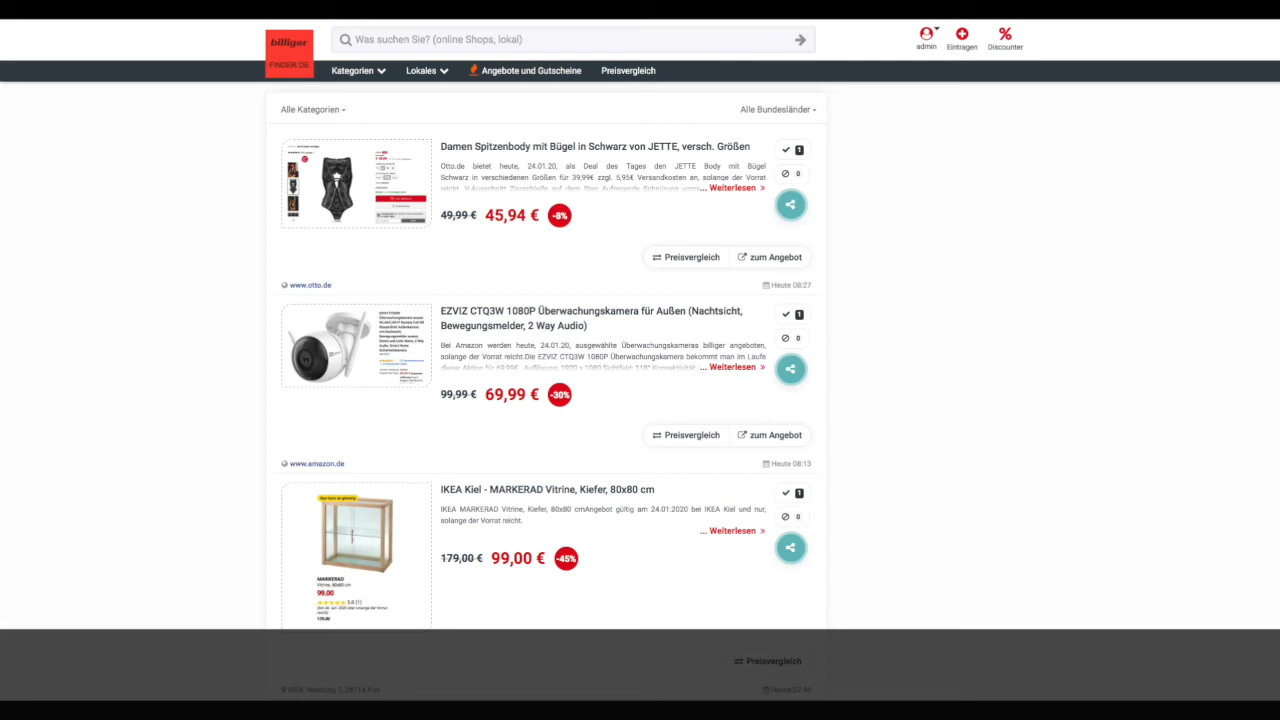 billiger
FINDER.DE
Was suchen Sie? (online Shops, lokal)
admin
Eintragen
Discounter
Kategorien
Lokales
Angebote und Gutscheine
Preisvergleich
Alle Kategorien
Alle Bundesländer
Damen Spitzenbody mit Bügel in Schwarz von JETTE, versch. Größen
1
Otto.de bietet heute, 24.01.20, als Deal des Tages den JETTE Body mit Bügel
Schwarz in verschiedenen Größen für 39,99€ zzgl. 5,95€ Versandkosten an, solange der Vorrat
0
... Weiterlesen »
49,99 € 45,94 € -8%
Preisvergleich
zum Angebot
www.otto.de
Heute 08:27
EZVIZ CTQ3W 1080P Überwachungskamera für Außen (Nachtsicht,
Bewegungsmelder, 2 Way Audio)
1
0
Bei Amazon werden heute, 24.01.20, ausgewählte Überwachungskameras billiger angeboten,
solange der Vorrat reicht.Die EZVIZ CTQ3W 1080P Überwachungskamera bekommt man im Laufe
... Weiterlesen »
99,99 € 69,99 € -30%
Preisvergleich
zum Angebot
www.amazon.de
Heute 08:13
IKEA Kiel - MARKERAD Vitrine, Kiefer, 80x80 cm
1
IKEA MARKERAD Vitrine, Kiefer, 80x80 cmAngebot gültig am 24.01.2020 bei IKEA Kiel und nur,
solange der Vorrat reicht.
0
... Weiterlesen »
179,00 € 99,00 € -45%
MARKERAD
Vitrine, 80x80 cm
99.00
5.0 (1)
Preisvergleich
Heute 07:46